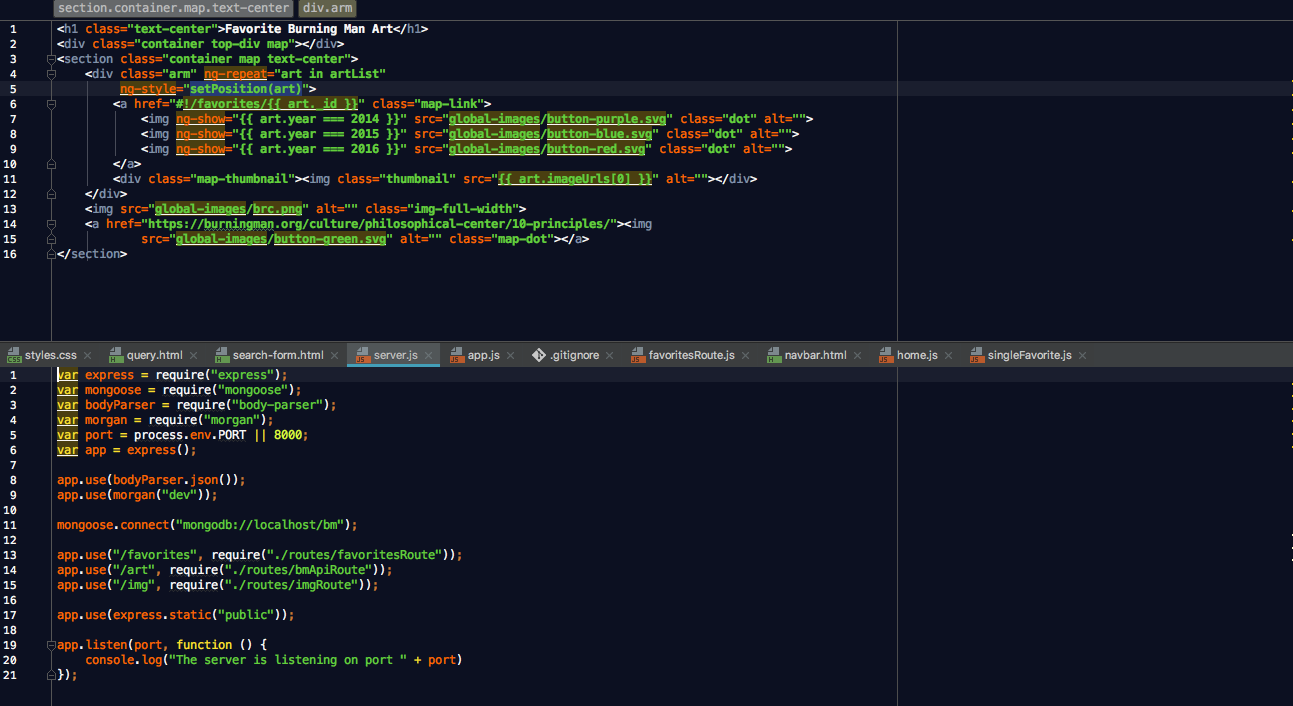 section.container.map.text-center div.arm
1 <h1 class="text-center">Favorite Burning Man Art</h1>
2 <div class="container top-div map"></div>
3 <section class="container map text-center">
4 <div class="arm" ng-repeat="art in artList"
5 ng-style="setPosition(art)">
6 <a href="#!/favorites/{{ art._id }}" class="map-link">
7 <img ng-show="{{ art.year === 2014 }}" src="global-images/button-purple.svg" class="dot" alt="">
8 <img ng-show="{{ art.year === 2015 }}" src="global-images/button-blue.svg" class="dot" alt="">
9 <img ng-show="{{ art.year === 2016 }}" src="global-images/button-red.svg" class="dot" alt="">
10 </a>
11 <div class="map-thumbnail"><img class="thumbnail" src="{{ art.imageUrls[0] }}" alt=""></div>
12 </div>
13 <img src="global-images/brc.png" alt="" class="img-full-width">
14 <a href="https://burningman.org/culture/philosophical-center/10-principles/"><img
15 src="global-images/button-green.svg" alt="" class="map-dot"></a>
16 </section>
CSS styles.css H query.html H search-form.html JS server.js JS app.js .gitignore JS favoritesRoute.js H navbar.html JS home.js JS singleFavorite.js
1 var express = require("express");
2 var mongoose = require("mongoose");
3 var bodyParser = require("body-parser");
4 var morgan = require("morgan");
5 var port = process.env.PORT || 8000;
6 var app = express();
7
8 app.use(bodyParser.json());
9 app.use(morgan("dev"));
10
11 mongoose.connect("mongodb://localhost/bm");
12
13 app.use("/favorites", require("./routes/favoritesRoute"));
14 app.use("/art", require("./routes/bmApiRoute"));
15 app.use("/img", require("./routes/imgRoute"));
16
17 app.use(express.static("public"));
18
19 app.listen(port, function () {
20 console.log("The server is listening on port " + port)
21 });